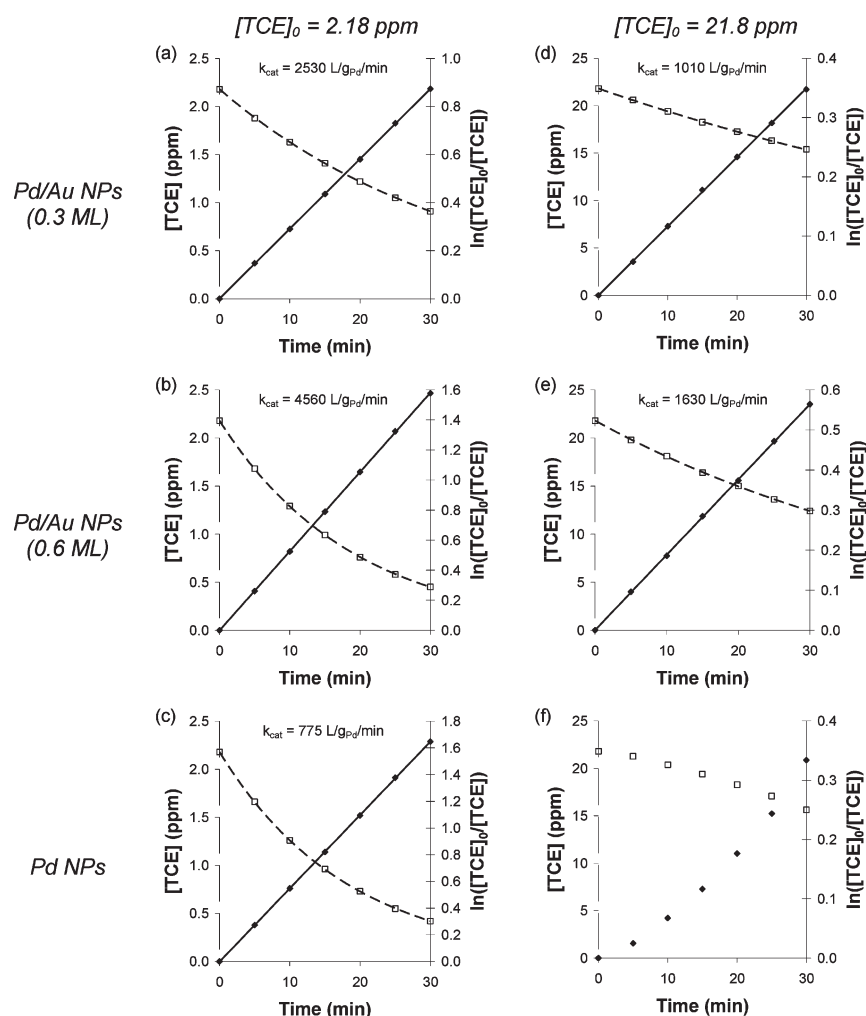 [TCE]₀ = 2.18 ppm
[TCE]₀ = 21.8 ppm
Pd/Au NPs
(0.3 ML)
(a)
k_cat = 2530 L/g_Pd/min
[TCE] (ppm)
2.5
2.0
1.5
1.0
0.5
0.0
ln([TCE]₀/[TCE])
1.0
0.8
0.6
0.4
0.2
0.0
0 10 20 30
Time (min)
(d)
k_cat = 1010 L/g_Pd/min
[TCE] (ppm)
25
20
15
10
5
0
ln([TCE]₀/[TCE])
0.4
0.3
0.2
0.1
0.0
0 10 20 30
Time (min)
Pd/Au NPs
(0.6 ML)
(b)
k_cat = 4560 L/g_Pd/min
[TCE] (ppm)
2.5
2.0
1.5
1.0
0.5
0.0
ln([TCE]₀/[TCE])
1.6
1.4
1.2
1.0
0.8
0.6
0.4
0.2
0.0
0 10 20 30
Time (min)
(e)
k_cat = 1630 L/g_Pd/min
[TCE] (ppm)
25
20
15
10
5
0
ln([TCE]₀/[TCE])
0.6
0.5
0.4
0.3
0.2
0.1
0.0
0 10 20 30
Time (min)
Pd NPs
(c)
k_cat = 775 L/g_Pd/min
[TCE] (ppm)
2.5
2.0
1.5
1.0
0.5
0.0
ln([TCE]₀/[TCE])
1.8
1.6
1.4
1.2
1.0
0.8
0.6
0.4
0.2
0.0
0 10 20 30
Time (min)
(f)
[TCE] (ppm)
25
20
15
10
5
0
ln([TCE]₀/[TCE])
0.4
0.3
0.2
0.1
0.0
0 10 20 30
Time (min)